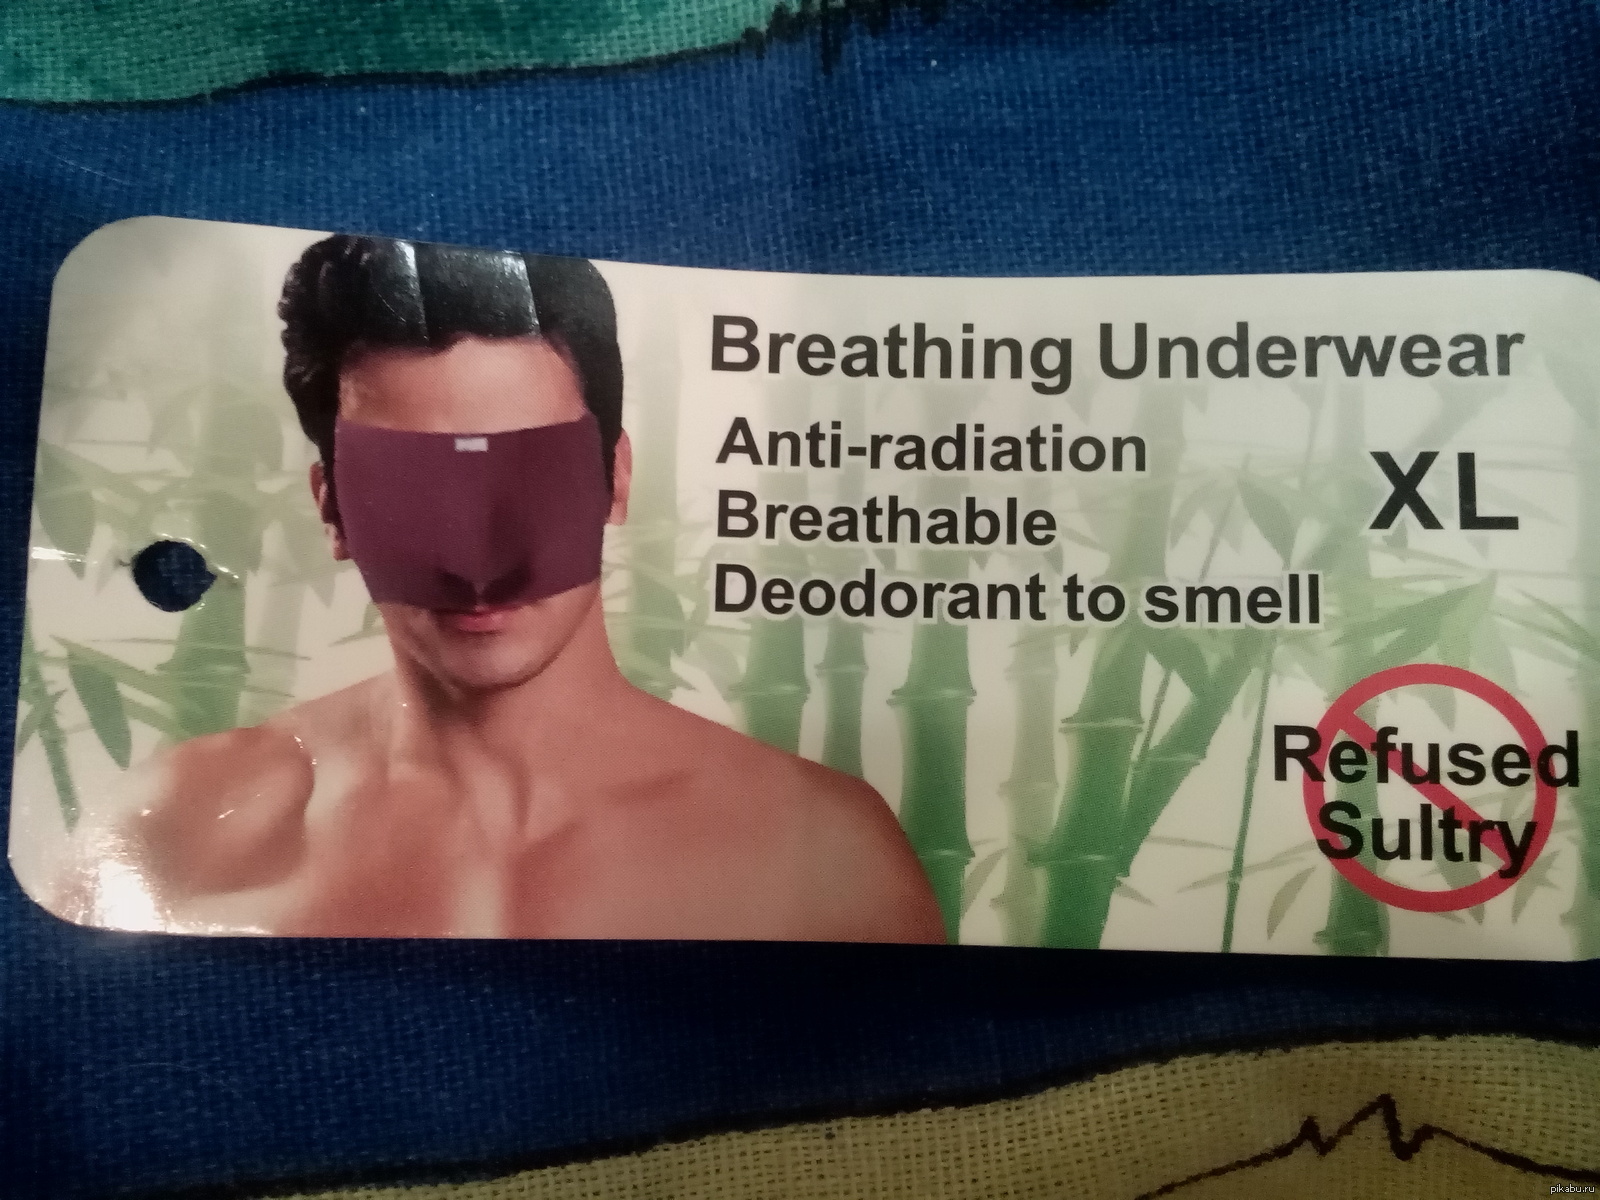 Breathing Underwear
Anti-radiation
Breathable
Deodorant to smell
XL
Refused
Sultry
pikabu.ru